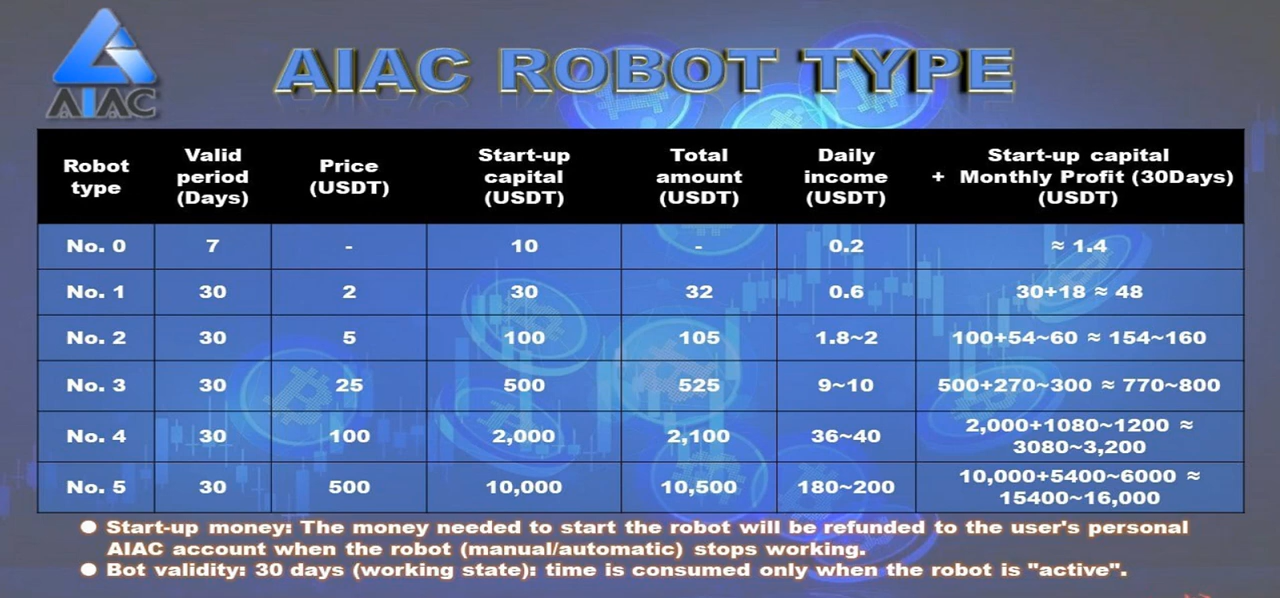 AIAC
AIAC ROBOT TYPE
Robot type | Valid period (Days) | Price (USDT) | Start-up capital (USDT) | Total amount (USDT) | Daily income (USDT) | Start-up capital + Monthly Profit (30Days) (USDT)
No. 0 | 7 | - | 10 | - | 0.2 | ≈ 1.4
No. 1 | 30 | 2 | 30 | 32 | 0.6 | 30+18 ≈ 48
No. 2 | 30 | 5 | 100 | 105 | 1.8~2 | 100+54~60 ≈ 154~160
No. 3 | 30 | 25 | 500 | 525 | 9~10 | 500+270~300 ≈ 770~800
No. 4 | 30 | 100 | 2,000 | 2,100 | 36~40 | 2,000+1080~1200 ≈ 3080~3,200
No. 5 | 30 | 500 | 10,000 | 10,500 | 180~200 | 10,000+5400~6000 ≈ 15400~16,000
● Start-up money: The money needed to start the robot will be refunded to the user's personal
AIAC account when the robot (manual/automatic) stops working.
● Bot validity: 30 days (working state): time is consumed only when the robot is "active".